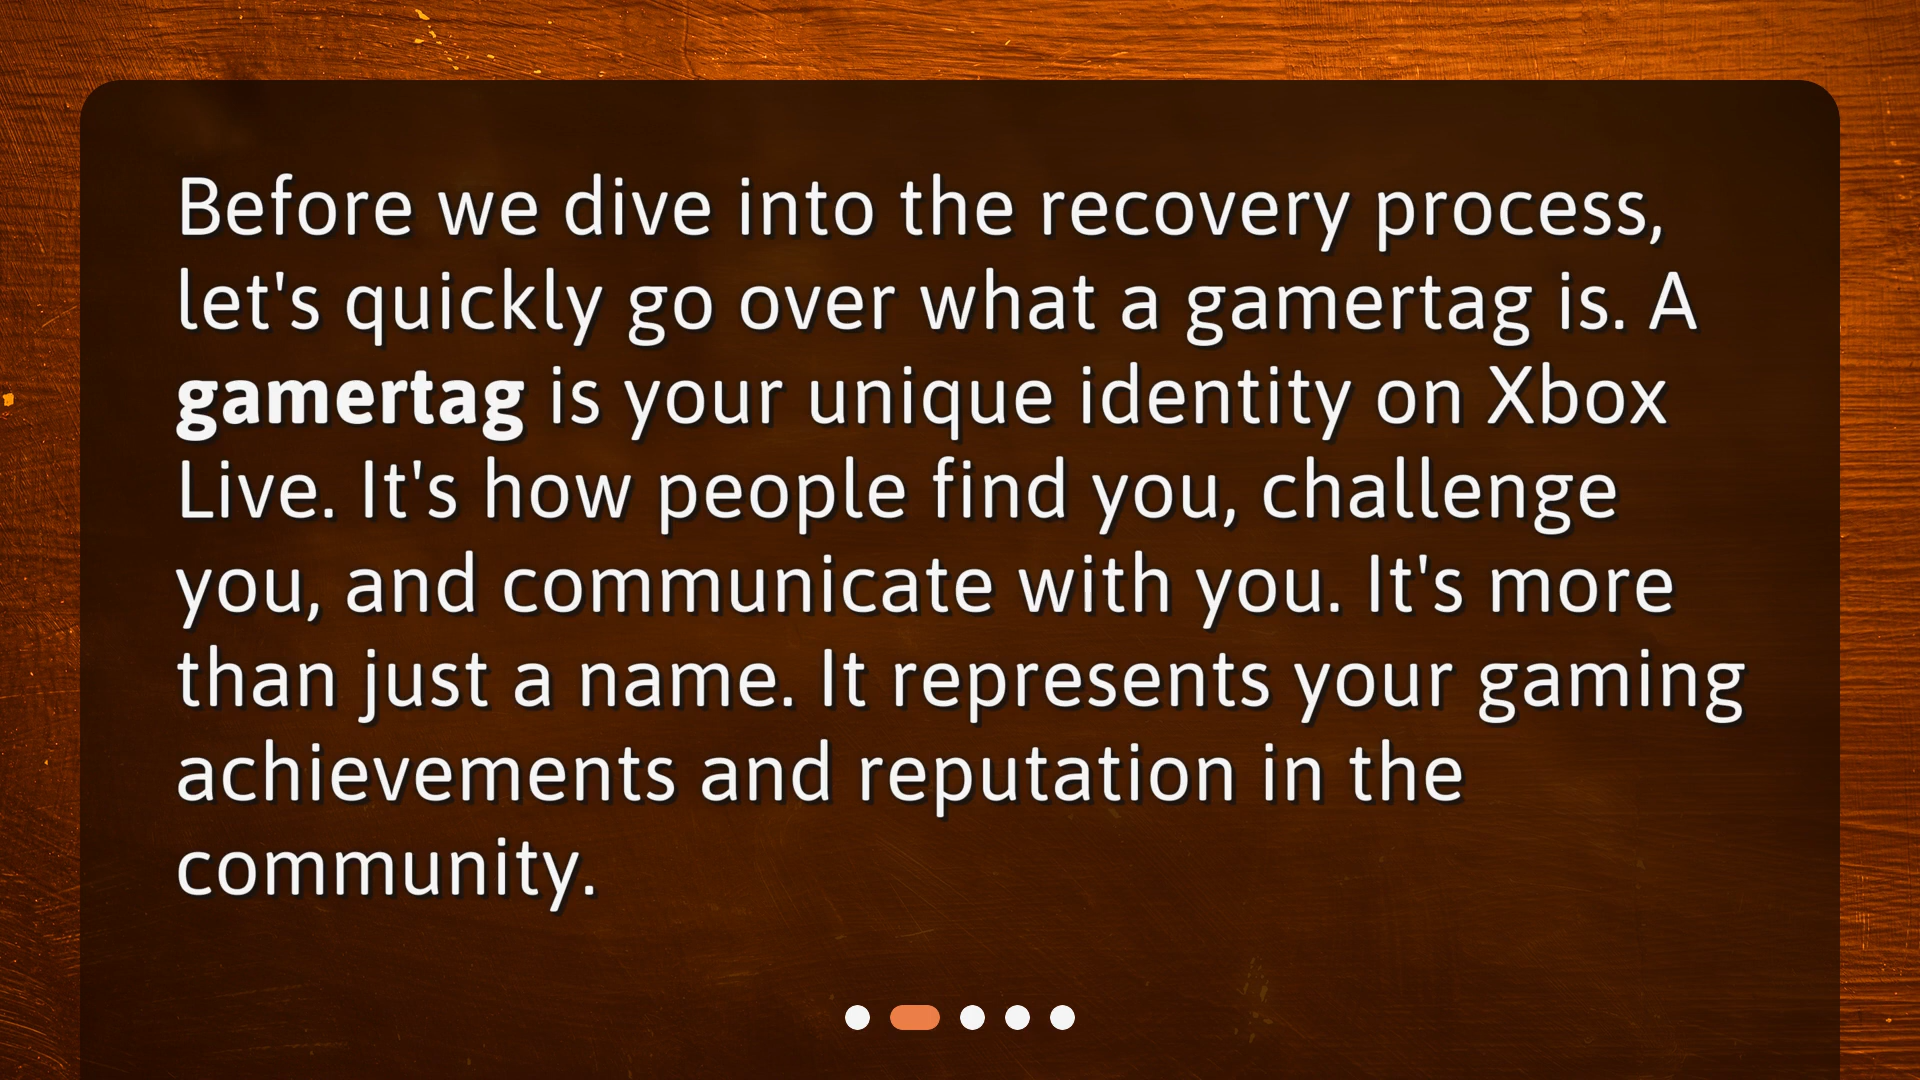 Before we dive into the recovery process,
let's quickly go over what a gamertag is. A
gamertag is your unique identity on Xbox
Live. It's how people find you, challenge
you, and communicate with you. It's more
than just a name. It represents your gaming
achievements and reputation in the
community.